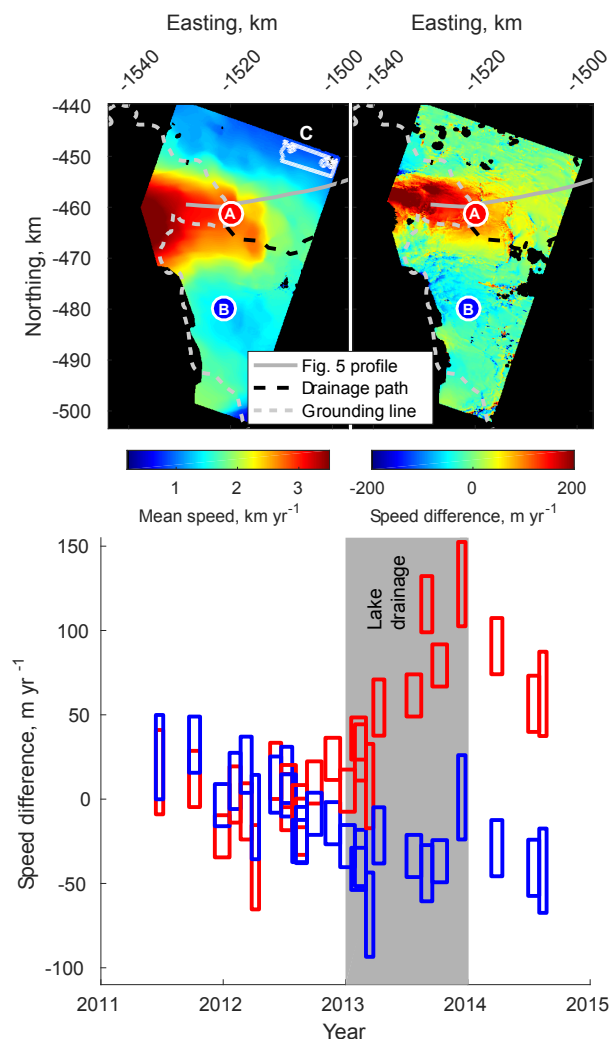 Easting, km
Easting, km
-1540
-1520
-1500
-1540
-1520
-1500
Northing, km
-440
-450
-460
-470
-480
-490
-500
C
A
A
B
B
Fig. 5 profile
Drainage path
Grounding line
1
2
3
-200
0
200
Mean speed, km yr⁻¹
Speed difference, m yr⁻¹
Speed difference, m yr⁻¹
150
100
50
0
-50
-100
Lake
drainage
2011
2012
2013
2014
2015
Year